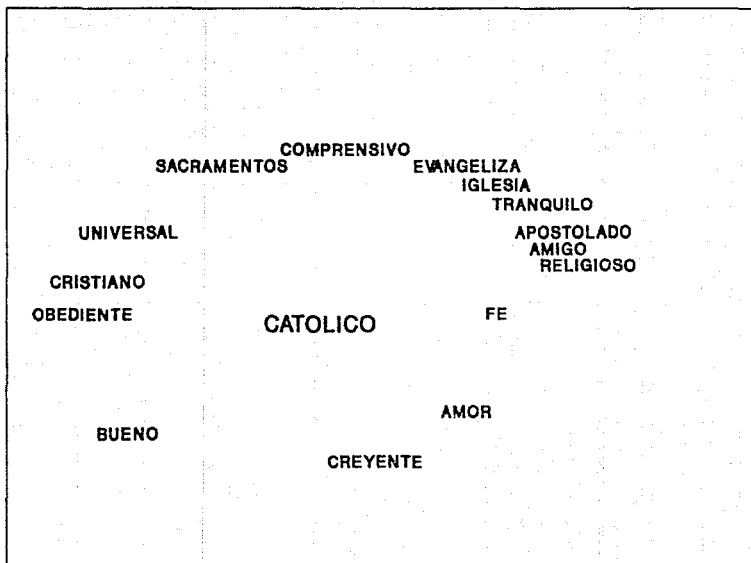 COMPRENSIVO
SACRAMENTOS
EVANGELIZA
IGLESIA
TRANQUILO
UNIVERSAL
APOSTOLADO
AMIGO
RELIGIOSO
CRISTIANO
OBEDIENTE
FE
CATOLICO
AMOR
BUENO
CREYENTE